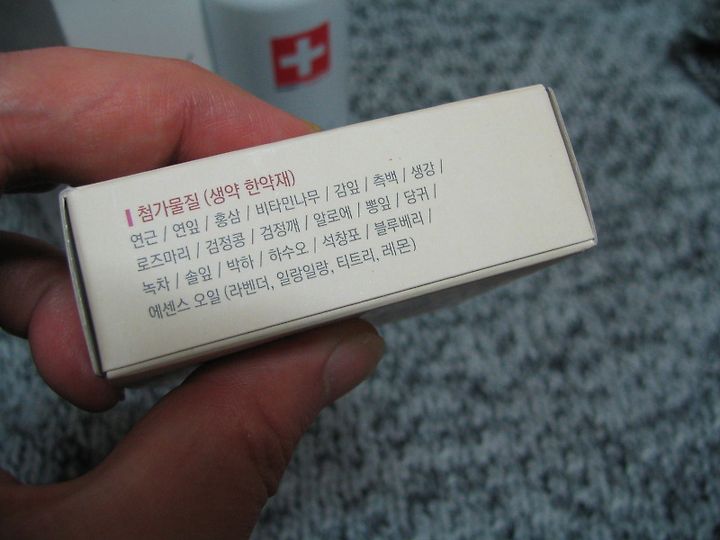 첨가물질 (생약 한약재)
연근 / 연잎 / 홍삼 / 비타민나무 / 감잎 / 측백 / 생강 /
로즈마리 / 검정콩 / 검정깨 / 알로에 / 뽕잎 / 당귀 /
녹차 / 솔잎 / 박하 / 하수오 / 석창포 / 블루베리 /
에센스 오일 (라벤더, 일랑일랑, 티트리, 레몬)